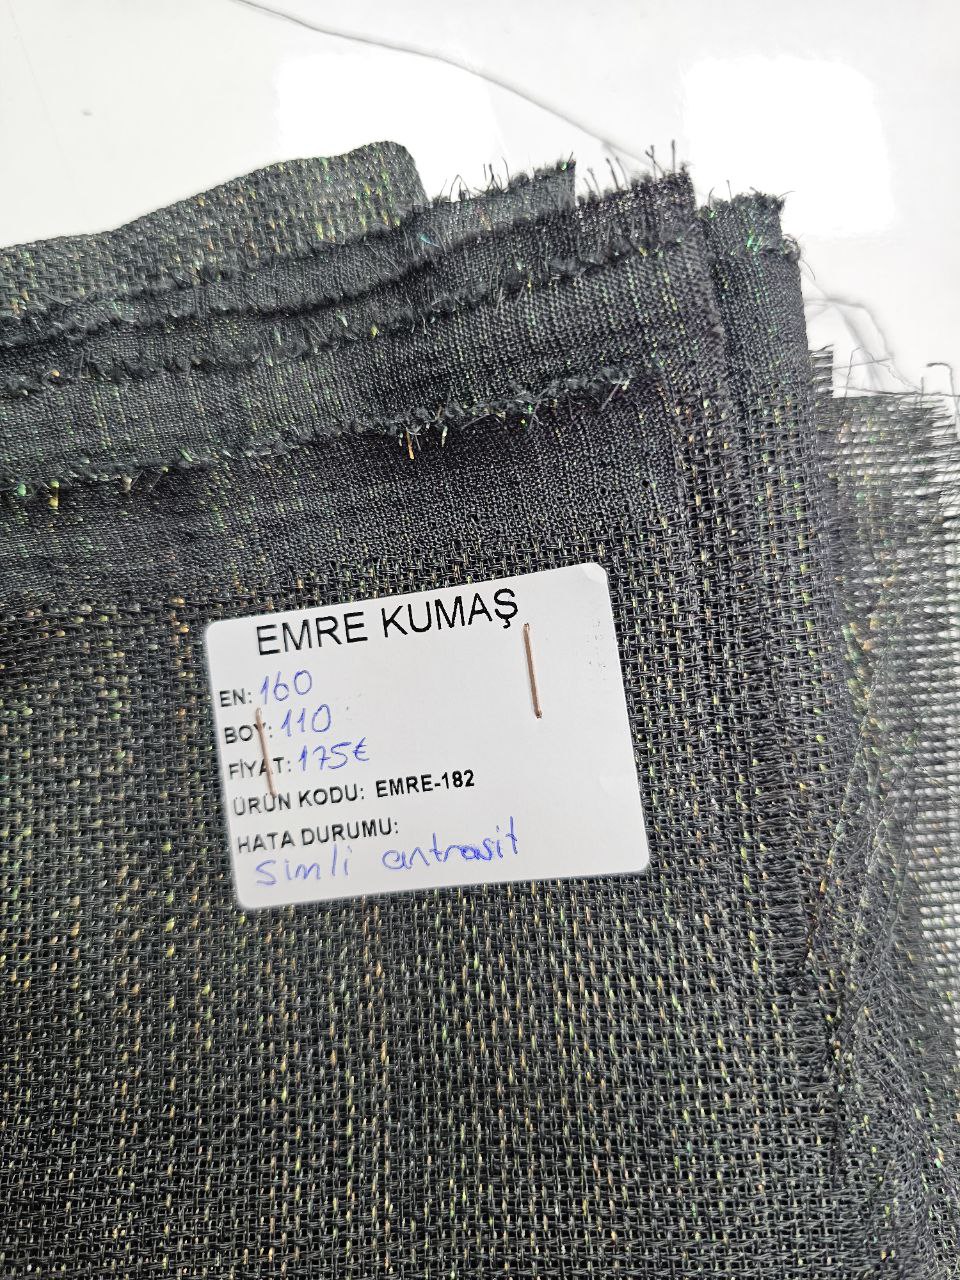 EMRE KUMAŞ
EN: 160
BOY: 110
FİYAT: 175€
ÜRÜN KODU: EMRE-182
HATA DURUMU:
Simli antrasit